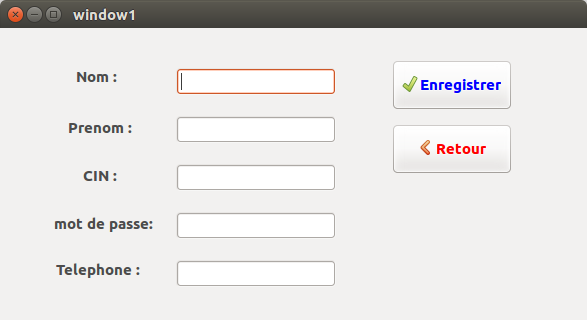 window1
Nom :
Enregistrer
Prenom :
Retour
CIN :
mot de passe:
Telephone :